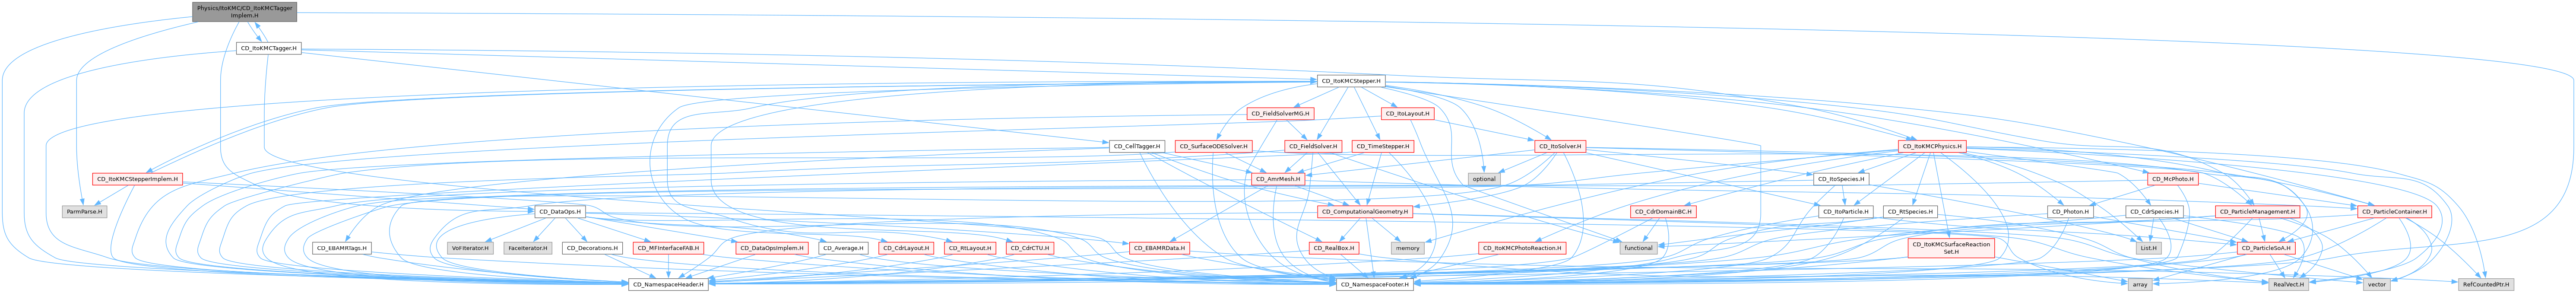 Physics/ItoKMC/CD_ItoKMCTagger
Implem.H
CD_ItoKMCTagger.H
CD_ItoKMCStepper.H
CD_FieldSolverMG.H
CD_ItoLayout.H
CD_CellTagger.H
CD_SurfaceODESolver.H
CD_FieldSolver.H
CD_TimeStepper.H
CD_ItoSolver.H
CD_ItoKMCPhysics.H
CD_ItoKMCStepperImplem.H
CD_AmrMesh.H
optional
CD_ItoSpecies.H
CD_McPhoto.H
ParmParse.H
CD_DataOps.H
CD_ComputationalGeometry.H
CD_CdrDomainBC.H
CD_ItoParticle.H
CD_RtSpecies.H
CD_Photon.H
CD_CdrSpecies.H
CD_ParticleManagement.H
CD_ParticleContainer.H
CD_EBAMRTags.H
VoFIterator.H
FaceIterator.H
CD_Decorations.H
CD_MFInterfaceFAB.H
CD_DataOpsImplem.H
CD_Average.H
CD_CdrLayout.H
CD_RtLayout.H
CD_CdrCTU.H
CD_EBAMRData.H
CD_RealBox.H
memory
CD_ItoKMCPhotoReaction.H
functional
CD_ItoKMCSurfaceReaction
Set.H
List.H
CD_ParticleSoA.H
CD_NamespaceHeader.H
CD_NamespaceFooter.H
array
RealVect.H
vector
RefCountedPtr.H